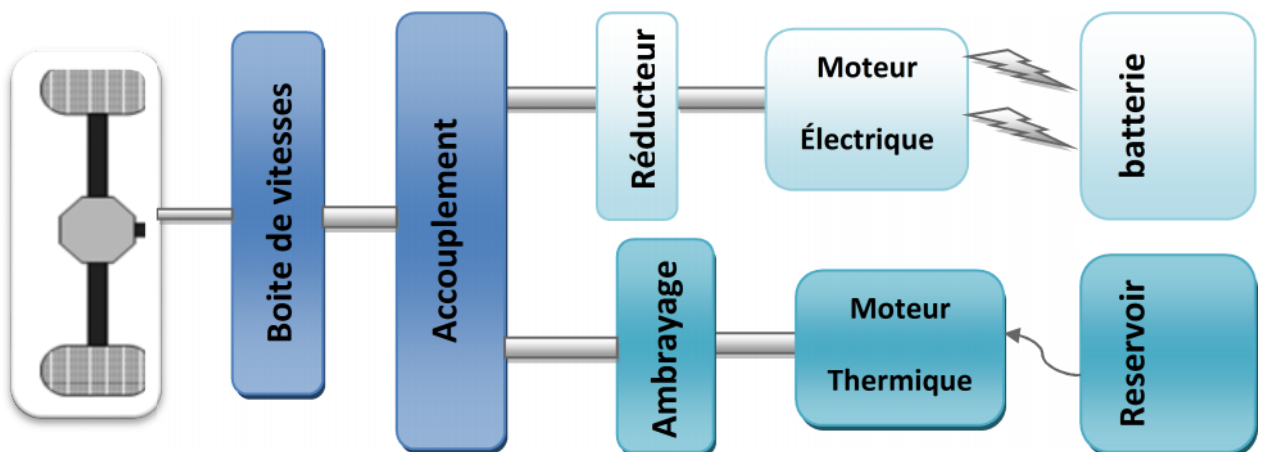 Boite de vitesses
Accouplement
Réducteur
Moteur
Électrique
batterie
Ambrayage
Moteur
Thermique
Reservoir